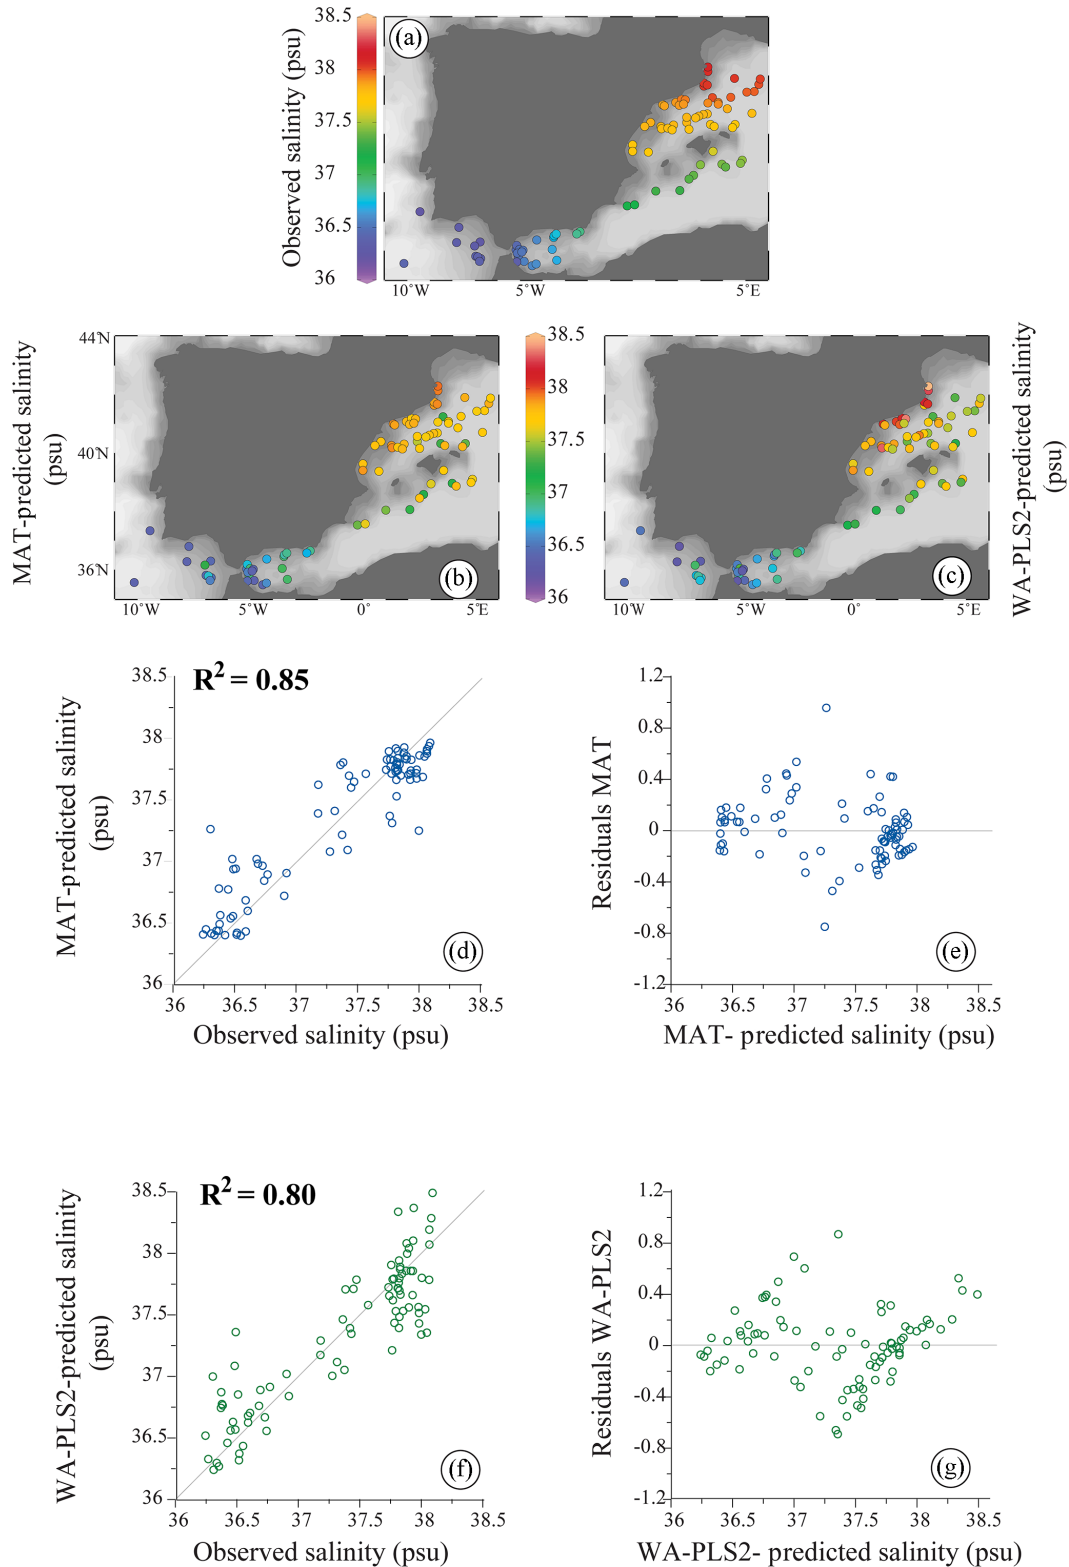 Observed salinity (psu)
38.5
38
37.5
37
36.5
36
(a)
10°W
5°W
5°E
MAT-predicted salinity
(psu)
44°N
40°N
36°N
(b)
10°W
5°W
0°
5°E
38.5
38
37.5
37
36.5
36
(c)
10°W
5°W
0°
5°E
WA-PLS2-predicted salinity
(psu)
MAT-predicted salinity
(psu)
R² = 0.85
38.5
38
37.5
37
36.5
36
(d)
36
36.5
37
37.5
38
38.5
Observed salinity (psu)
Residuals MAT
1.2
0.8
0.4
0
-0.4
-0.8
-1.2
(e)
36
36.5
37
37.5
38
38.5
MAT- predicted salinity (psu)
WA-PLS2-predicted salinity
(psu)
R² = 0.80
38.5
38
37.5
37
36.5
36
(f)
36
36.5
37
37.5
38
38.5
Observed salinity (psu)
Residuals WA-PLS2
1.2
0.8
0.4
0
-0.4
-0.8
-1.2
(g)
36
36.5
37
37.5
38
38.5
WA-PLS2- predicted salinity (psu)